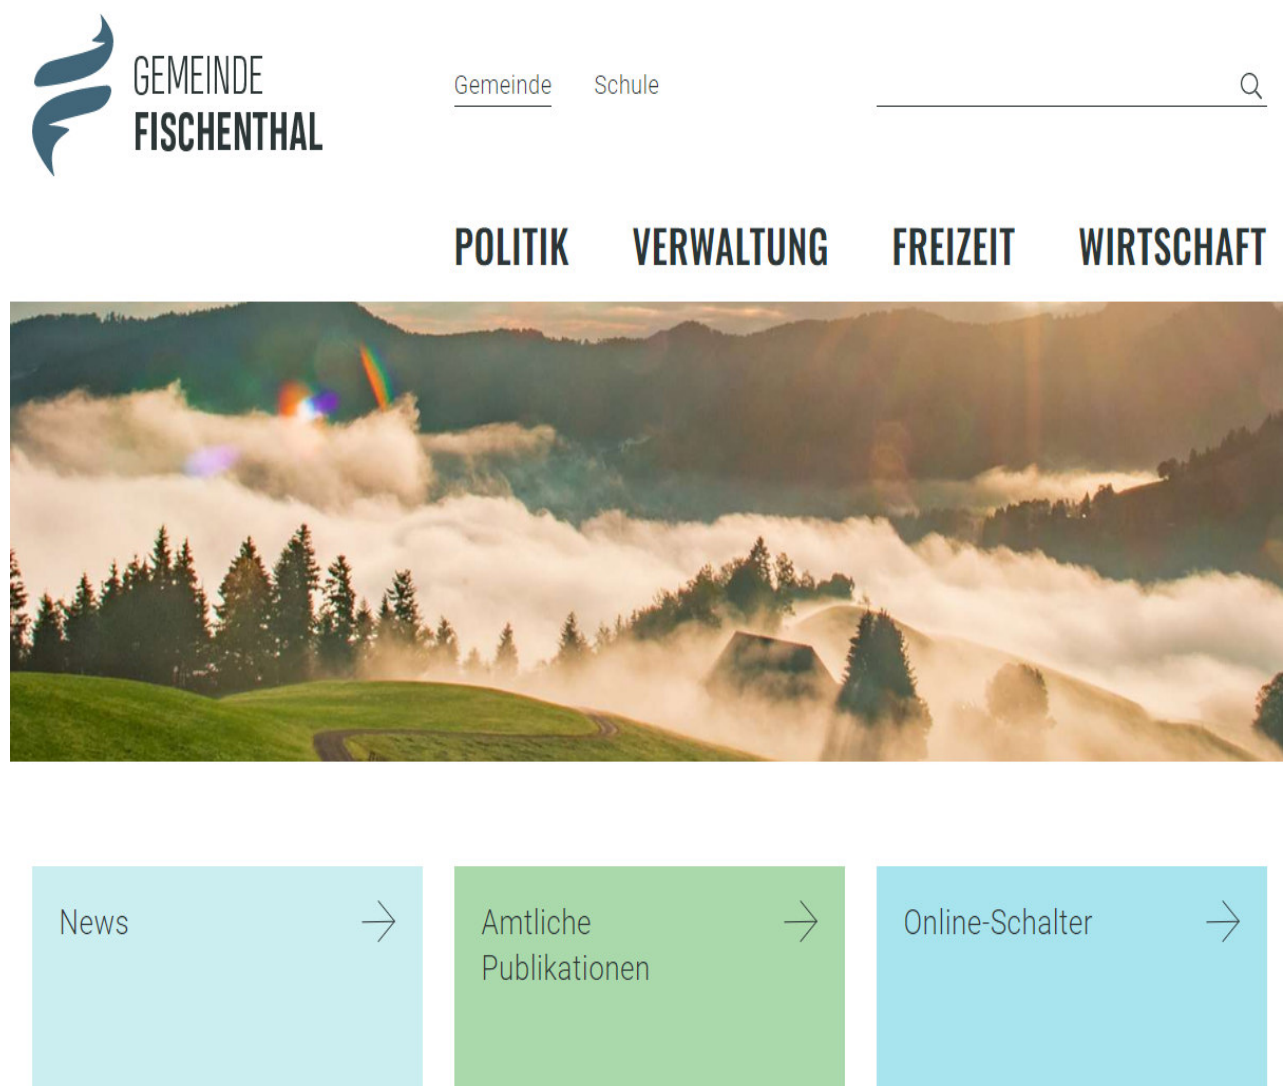 GEMEINDE
FISCHENTHAL
Gemeinde
Schule
POLITIK
VERWALTUNG
FREIZEIT
WIRTSCHAFT
News
Amtliche
Publikationen
Online-Schalter